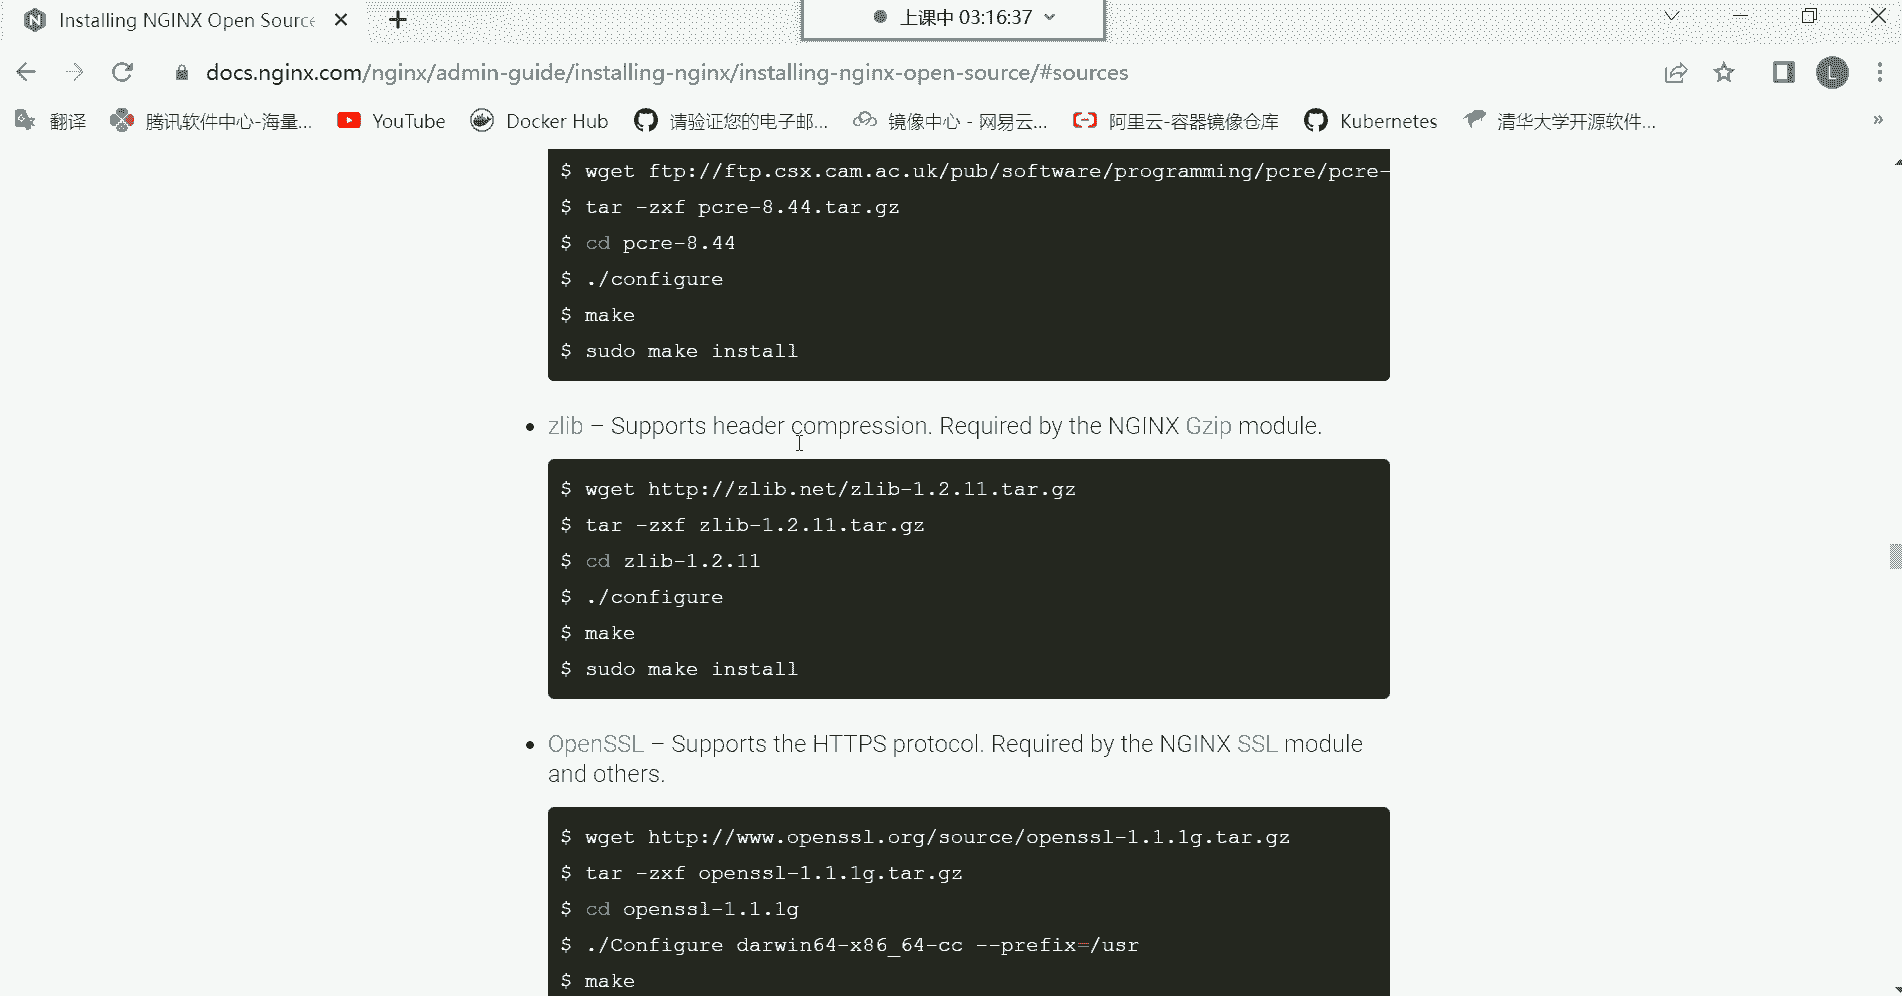 Installing NGINX Open Source
上课中 03:16:37
docs.nginx.com/nginx/admin-guide/installing-nginx/installing-nginx-open-source/#sources
L
翻译 腾讯软件中心-海量... YouTube Docker Hub 请验证您的电子邮... 镜像中心 - 网易云... 阿里云-容器镜像仓库 Kubernetes 清华大学开源软件... »
$ wget ftp://ftp.csx.cam.ac.uk/pub/software/programming/pcre/pcre-
$ tar -zxf pcre-8.44.tar.gz
$ cd pcre-8.44
$ ./configure
$ make
$ sudo make install
• zlib – Supports header compression. Required by the NGINX Gzip module.
$ wget http://zlib.net/zlib-1.2.11.tar.gz
$ tar -zxf zlib-1.2.11.tar.gz
$ cd zlib-1.2.11
$ ./configure
$ make
$ sudo make install
• OpenSSL – Supports the HTTPS protocol. Required by the NGINX SSL module
and others.
$ wget http://www.openssl.org/source/openssl-1.1.1g.tar.gz
$ tar -zxf openssl-1.1.1g.tar.gz
$ cd openssl-1.1.1g
$ ./Configure darwin64-x86_64-cc --prefix=/usr
$ make